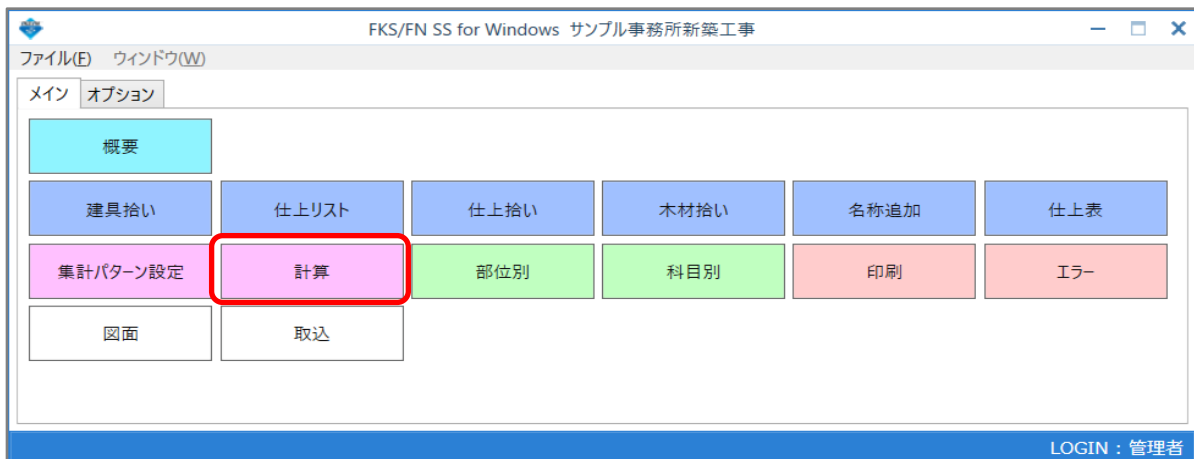 FKS/FN SS for Windows サンプル事務所新築工事
ファイル(F) ウィンドウ(W)
メイン オプション
概要
建具拾い 仕上リスト 仕上拾い 木材拾い 名称追加 仕上表
集計パターン設定 計算 部位別 科目別 印刷 エラー
図面 取込
LOGIN : 管理者